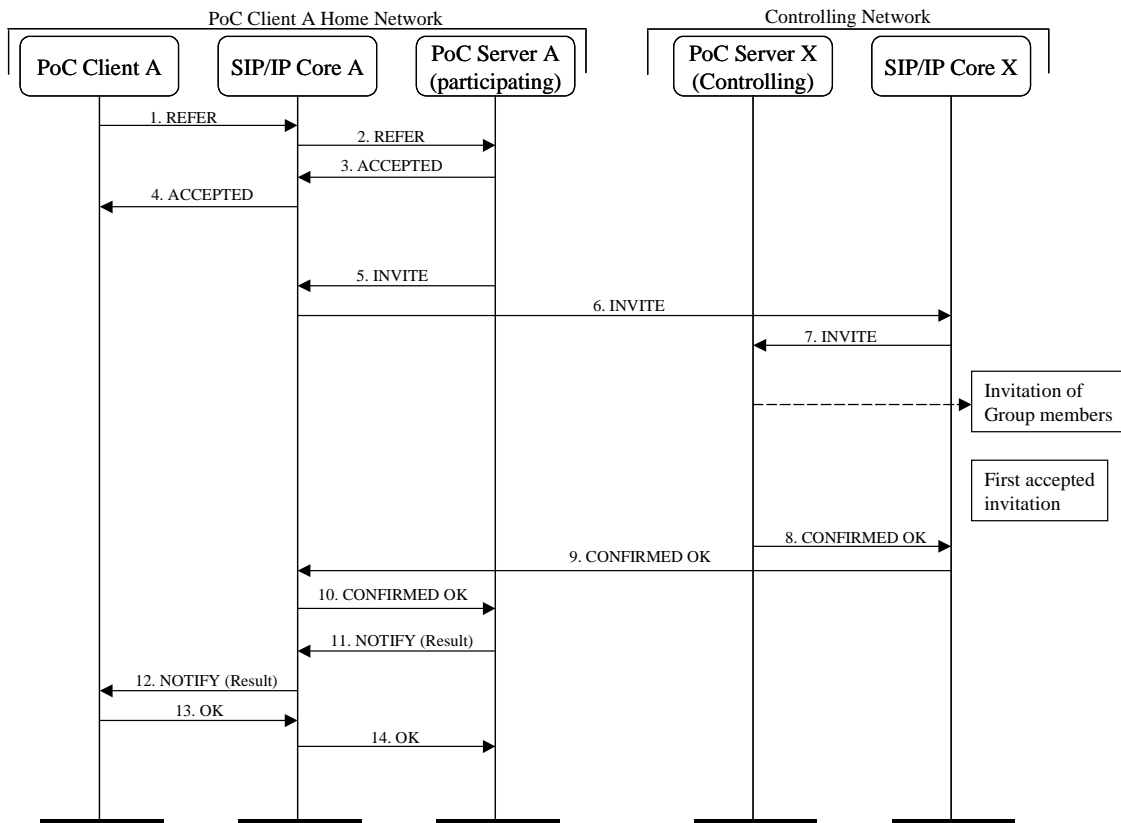 PoC Client A Home Network
Controlling Network
PoC Client A
SIP/IP Core A
PoC Server A
(participating)
PoC Server X
(Controlling)
SIP/IP Core X
1. REFER
2. REFER
3. ACCEPTED
4. ACCEPTED
5. INVITE
6. INVITE
7. INVITE
Invitation of
Group members
First accepted
invitation
8. CONFIRMED OK
9. CONFIRMED OK
10. CONFIRMED OK
11. NOTIFY (Result)
12. NOTIFY (Result)
13. OK
14. OK